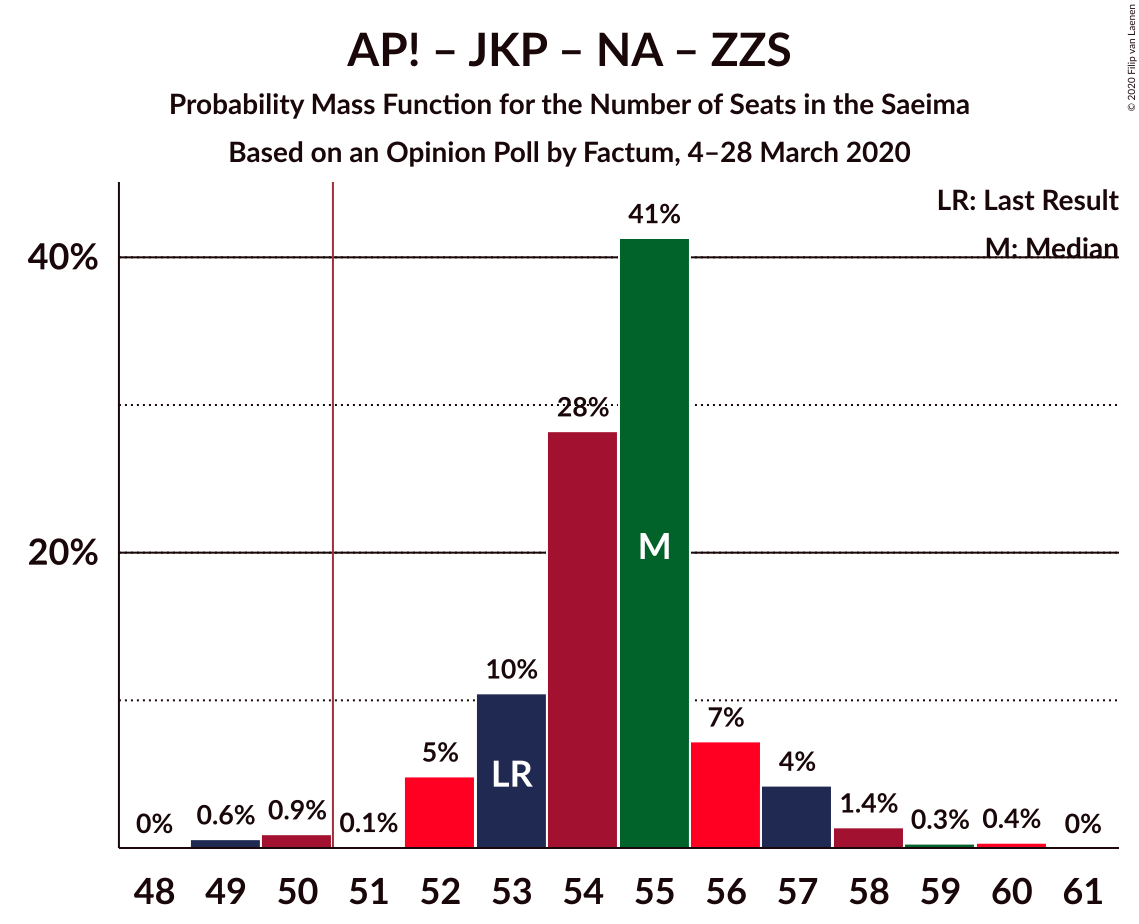 AP! – JKP – NA – ZZS
Probability Mass Function for the Number of Seats in the Saeima
Based on an Opinion Poll by Factum, 4–28 March 2020
© 2020 Filip van Laenen
LR: Last Result
M: Median
40%
20%
0%
0.6%
0.9%
0.1%
5%
10%
28%
41%
7%
4%
1.4%
0.3%
0.4%
0%
LR
M
48 49 50 51 52 53 54 55 56 57 58 59 60 61